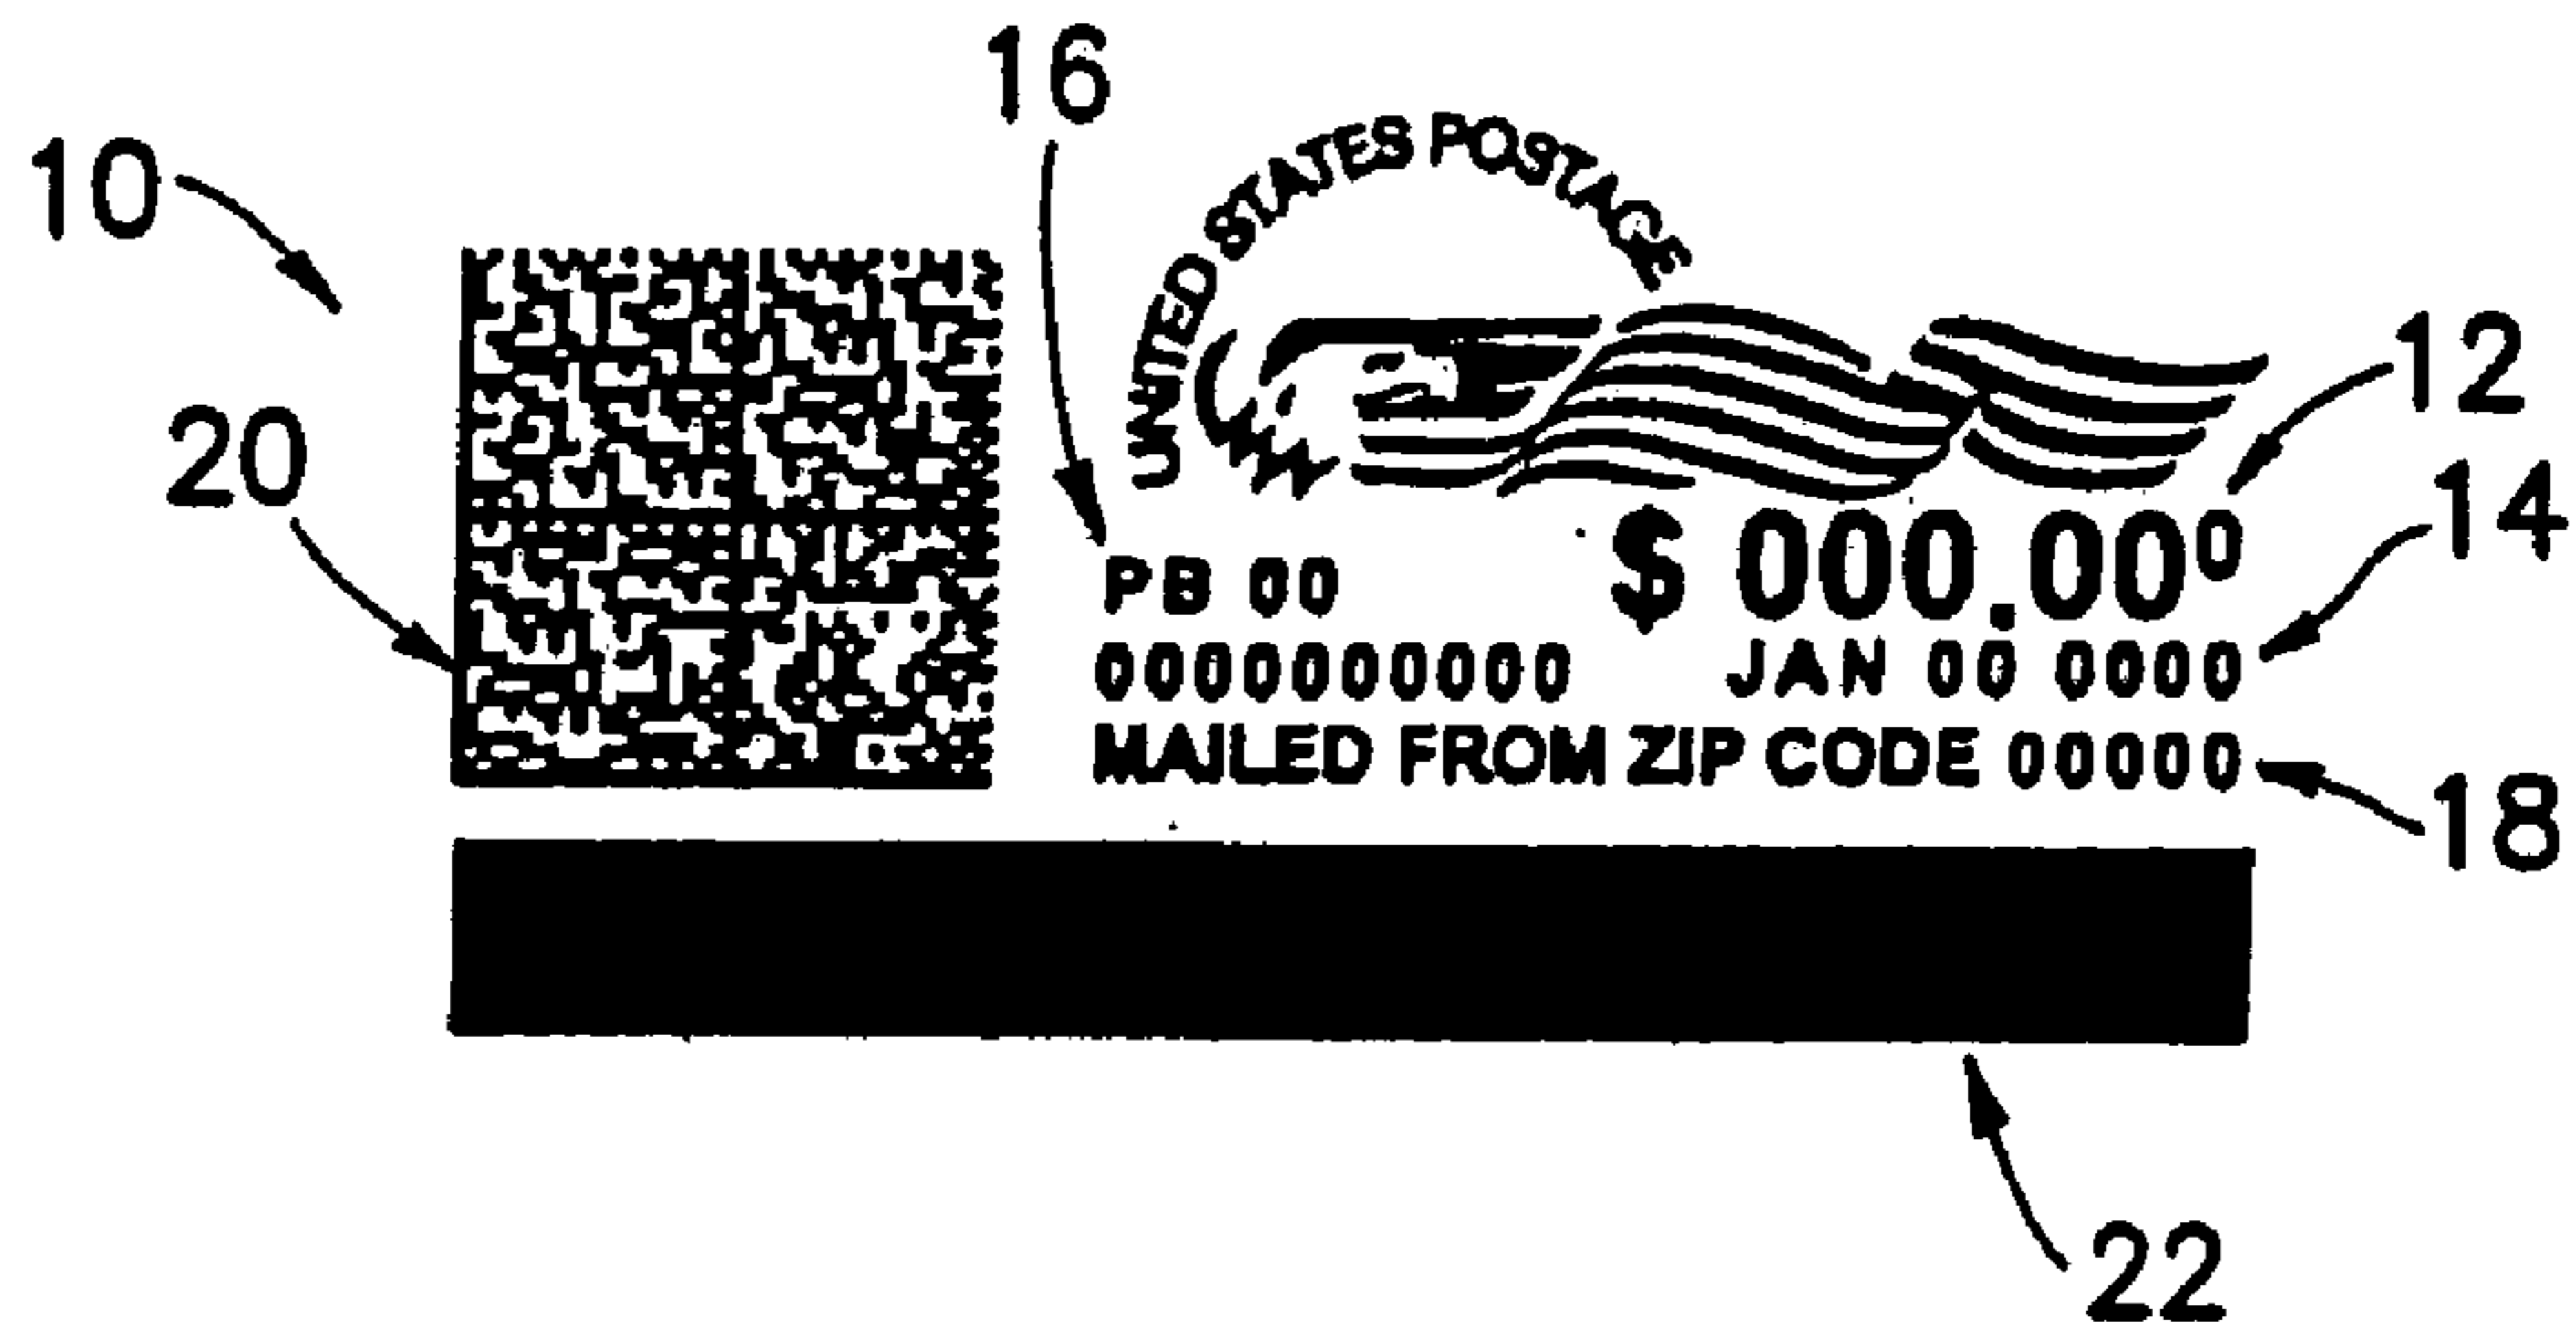 16
10
UNITED STATES POSTAGE
12
20
14
$ 000.000
PB 00
0000000000
JAN 00 0000
MAILED FROM ZIP CODE 00000
18
22